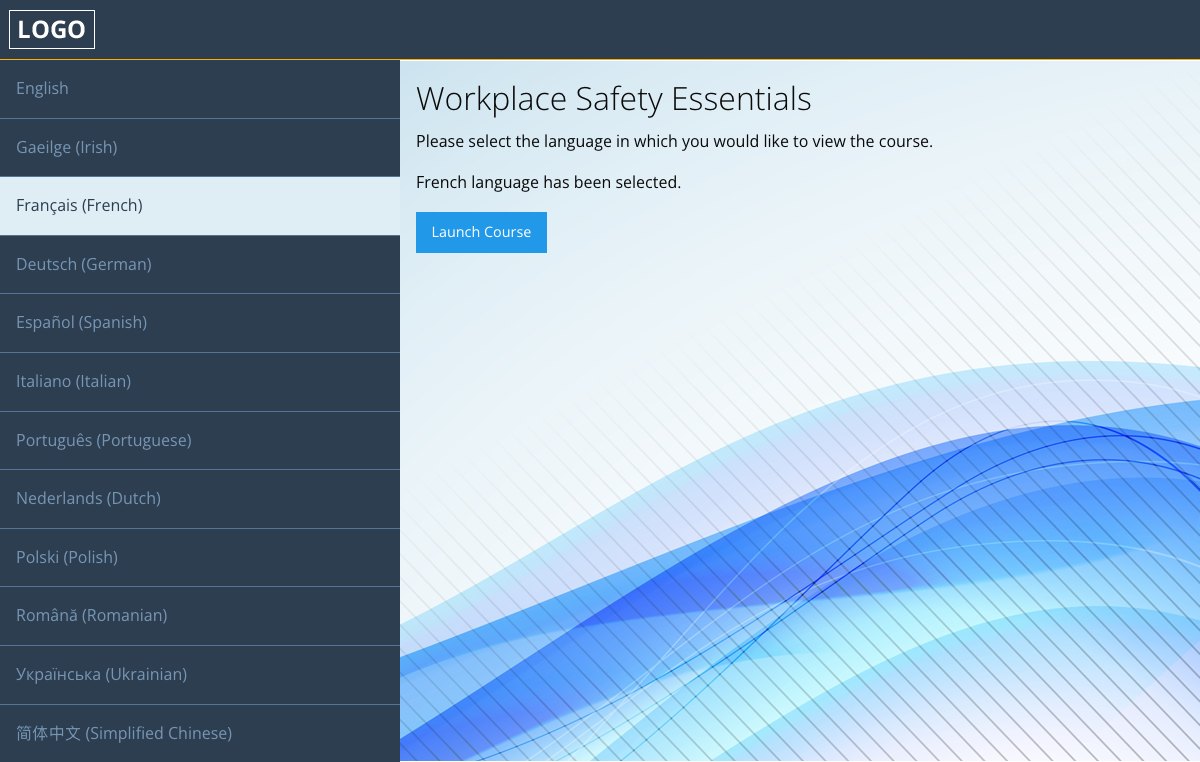 LOGO
English
Gaeilge (Irish)
Français (French)
Deutsch (German)
Español (Spanish)
Italiano (Italian)
Português (Portuguese)
Nederlands (Dutch)
Polski (Polish)
Română (Romanian)
Українська (Ukrainian)
简体中文 (Simplified Chinese)
Workplace Safety Essentials
Please select the language in which you would like to view the course.
French language has been selected.
Launch Course